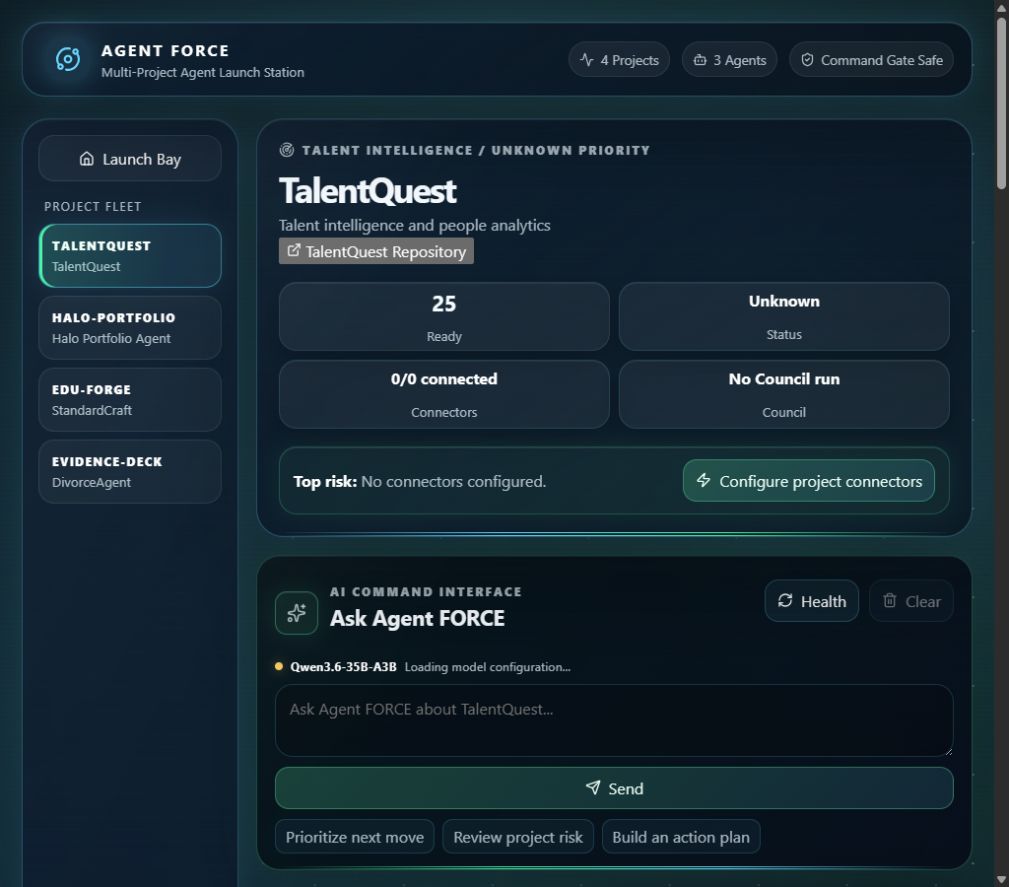 AGENT FORCE
Multi-Project Agent Launch Station
4 Projects
3 Agents
Command Gate Safe
Launch Bay
PROJECT FLEET
TALENTQUEST
TalentQuest
HALO-PORTFOLIO
Halo Portfolio Agent
EDU-FORGE
StandardCraft
EVIDENCE-DECK
DivorceAgent
TALENT INTELLIGENCE / UNKNOWN PRIORITY
TalentQuest
Talent intelligence and people analytics
TalentQuest Repository
25
Ready
Unknown
Status
0/0 connected
Connectors
No Council run
Council
Top risk: No connectors configured.
Configure project connectors
AI COMMAND INTERFACE
Ask Agent FORCE
Health
Clear
Qwen3.6-35B-A3B Loading model configuration...
Ask Agent FORCE about TalentQuest...
Send
Prioritize next move
Review project risk
Build an action plan